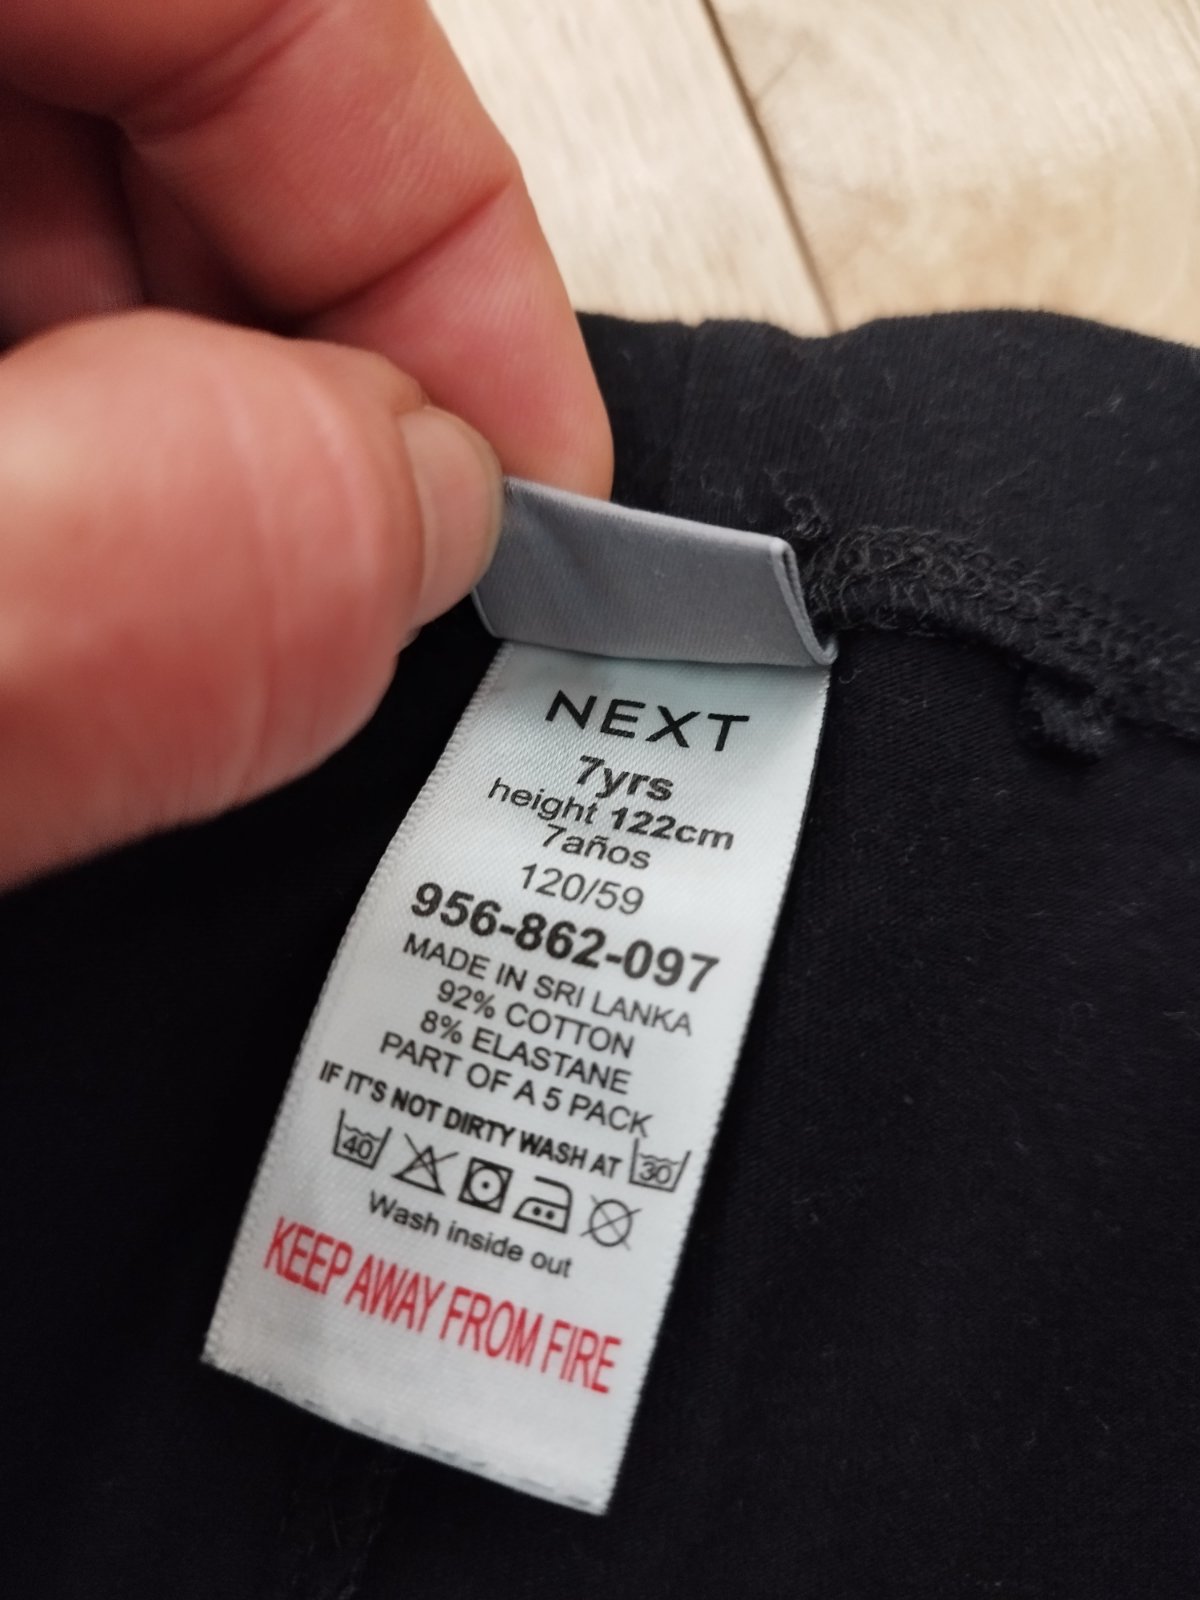 NEXT
7yrs
height 122cm
7años
120/59
956-862-097
MADE IN SRI LANKA
92% COTTON
8% ELASTANE
PART OF A 5 PACK
IF IT'S NOT DIRTY WASH AT 30
40
Wash inside out
KEEP AWAY FROM FIRE